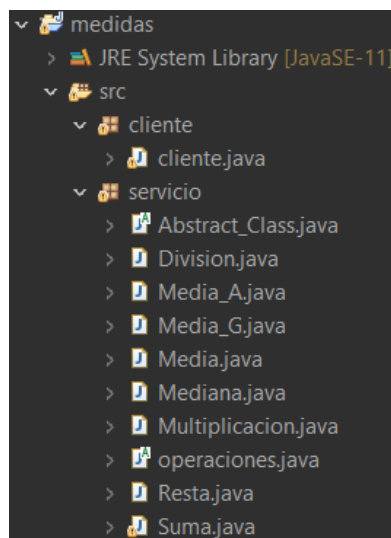 medidas
JRE System Library [JavaSE-11]
src
cliente
cliente.java
servicio
Abstract_Class.java
Division.java
Media_A.java
Media_G.java
Media.java
Mediana.java
Multiplicacion.java
operaciones.java
Resta.java
Suma.java